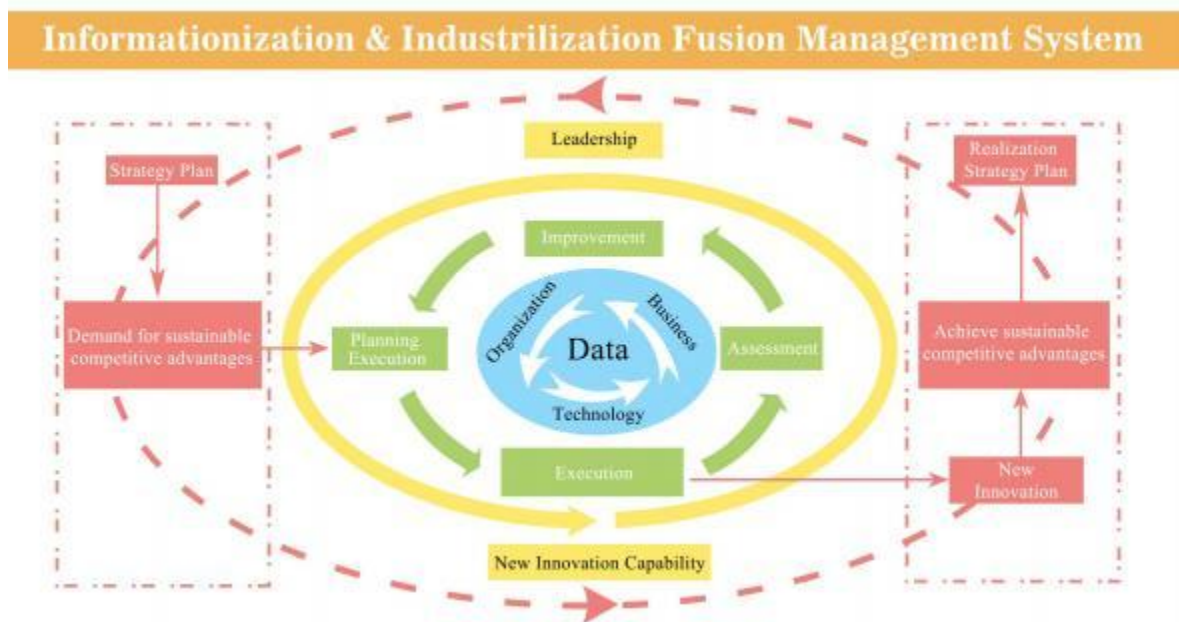 Informationization & Industrilization Fusion Management System
Leadership
Strategy Plan
Realization
Strategy Plan
Improvement
Organization
Business
Demand for sustainable
competitive advantages
Planning
Execution
Data
Assessment
Achieve sustainable
competitive advantages
Technology
Execution
New
Innovation
New Innovation Capability